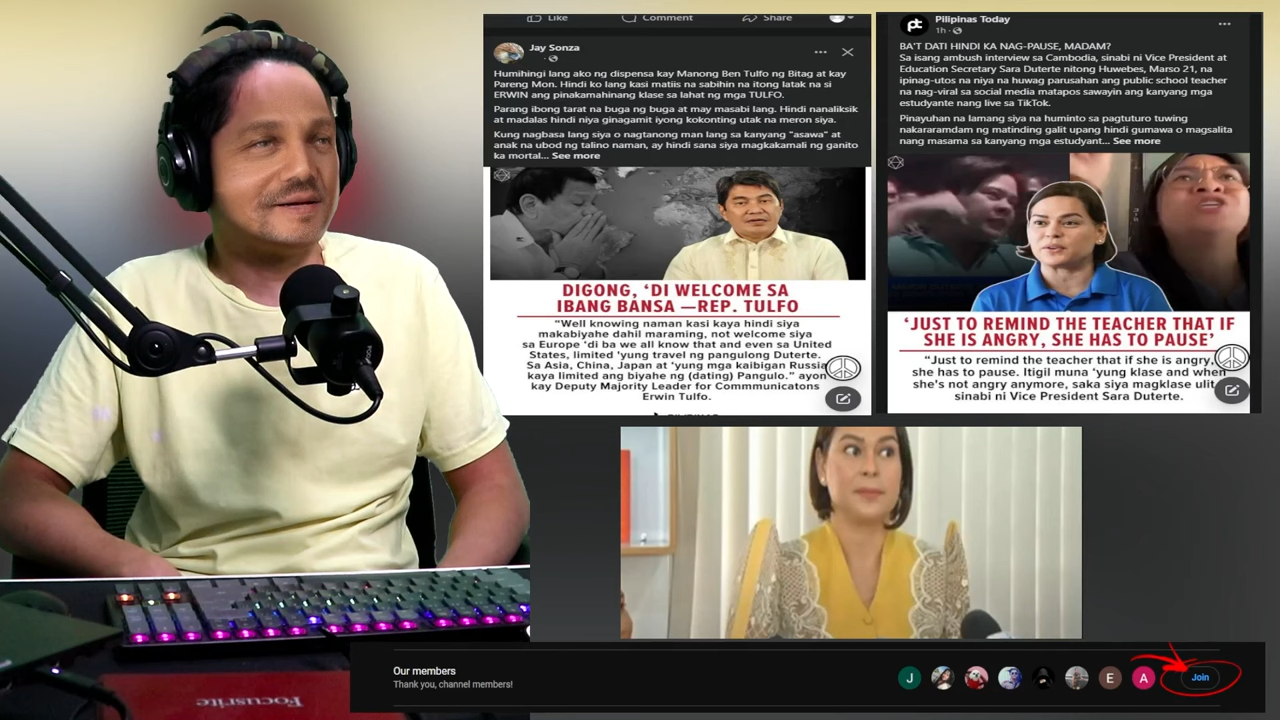 Like
Comment
Share
Jay Sonza
Humihingi lang ako ng dispensa kay Manong Ben Tulfo ng Bitag at kay
Pareng Mon. Hindi ko lang kasi matiis na sabihin na itong latak na si
ERWIN ang pinakamahinang klase sa lahat ng mga TULFO.
Parang ibong tarat na buga ng buga at may masabi lang. Hindi nanaliksik
at madalas hindi niya ginagamit iyong kokonting utak na meron siya.
Kung nagbasa lang siya o nagtanong man lang sa kanyang "asawa" at
anak na ubod ng talino naman, ay hindi sana siya magkakamali ng ganito
ka mortal... See more
DIGONG, ‘DI WELCOME SA
IBANG BANSA —REP. TULFO
“Well knowing naman kasi kaya hindi siya
makabiyahe dahil maraming, not welcome siya
sa Europe ‘di ba we all know that and even sa United
States, limited ‘yung travel ng pangulong Duterte.
Sa Asia, China, Japan at ‘yung mga kaibigan Russia
kaya limited ang biyahe ng (dating) Pangulo.” ayon
kay Deputy Majority Leader for Commmunicatons
Erwin Tulfo.
pt
Pilipinas Today
1h
BA'T DATI HINDI KA NAG-PAUSE, MADAM?
Sa isang ambush interview sa Cambodia, sinabi ni Vice President at
Education Secretary Sara Duterte nitong Huwebes, Marso 21, na
ipinag-utos na niya na huwag parusahan ang public school teacher
na nag-viral sa social media matapos sawayin ang kanyang mga
estudyante nang live sa TikTok.
Pinayuhan na lamang siya na huminto sa pagtuturo tuwing
nakararamdam ng matinding galit upang hindi gumawa o magsalita
nang masama sa kanyang mga estudyant... See more
‘JUST TO REMIND THE TEACHER THAT IF
SHE IS ANGRY, SHE HAS TO PAUSE’
“Just to remind the teacher that if she is angry,
she has to pause. Itigil muna ‘yung klase and when
she's not angry anymore, saka siya magklase ulit
sinabi ni Vice President Sara Duterte.
Our members
Thank you, channel members!
J
E
A
Join
Focusrite